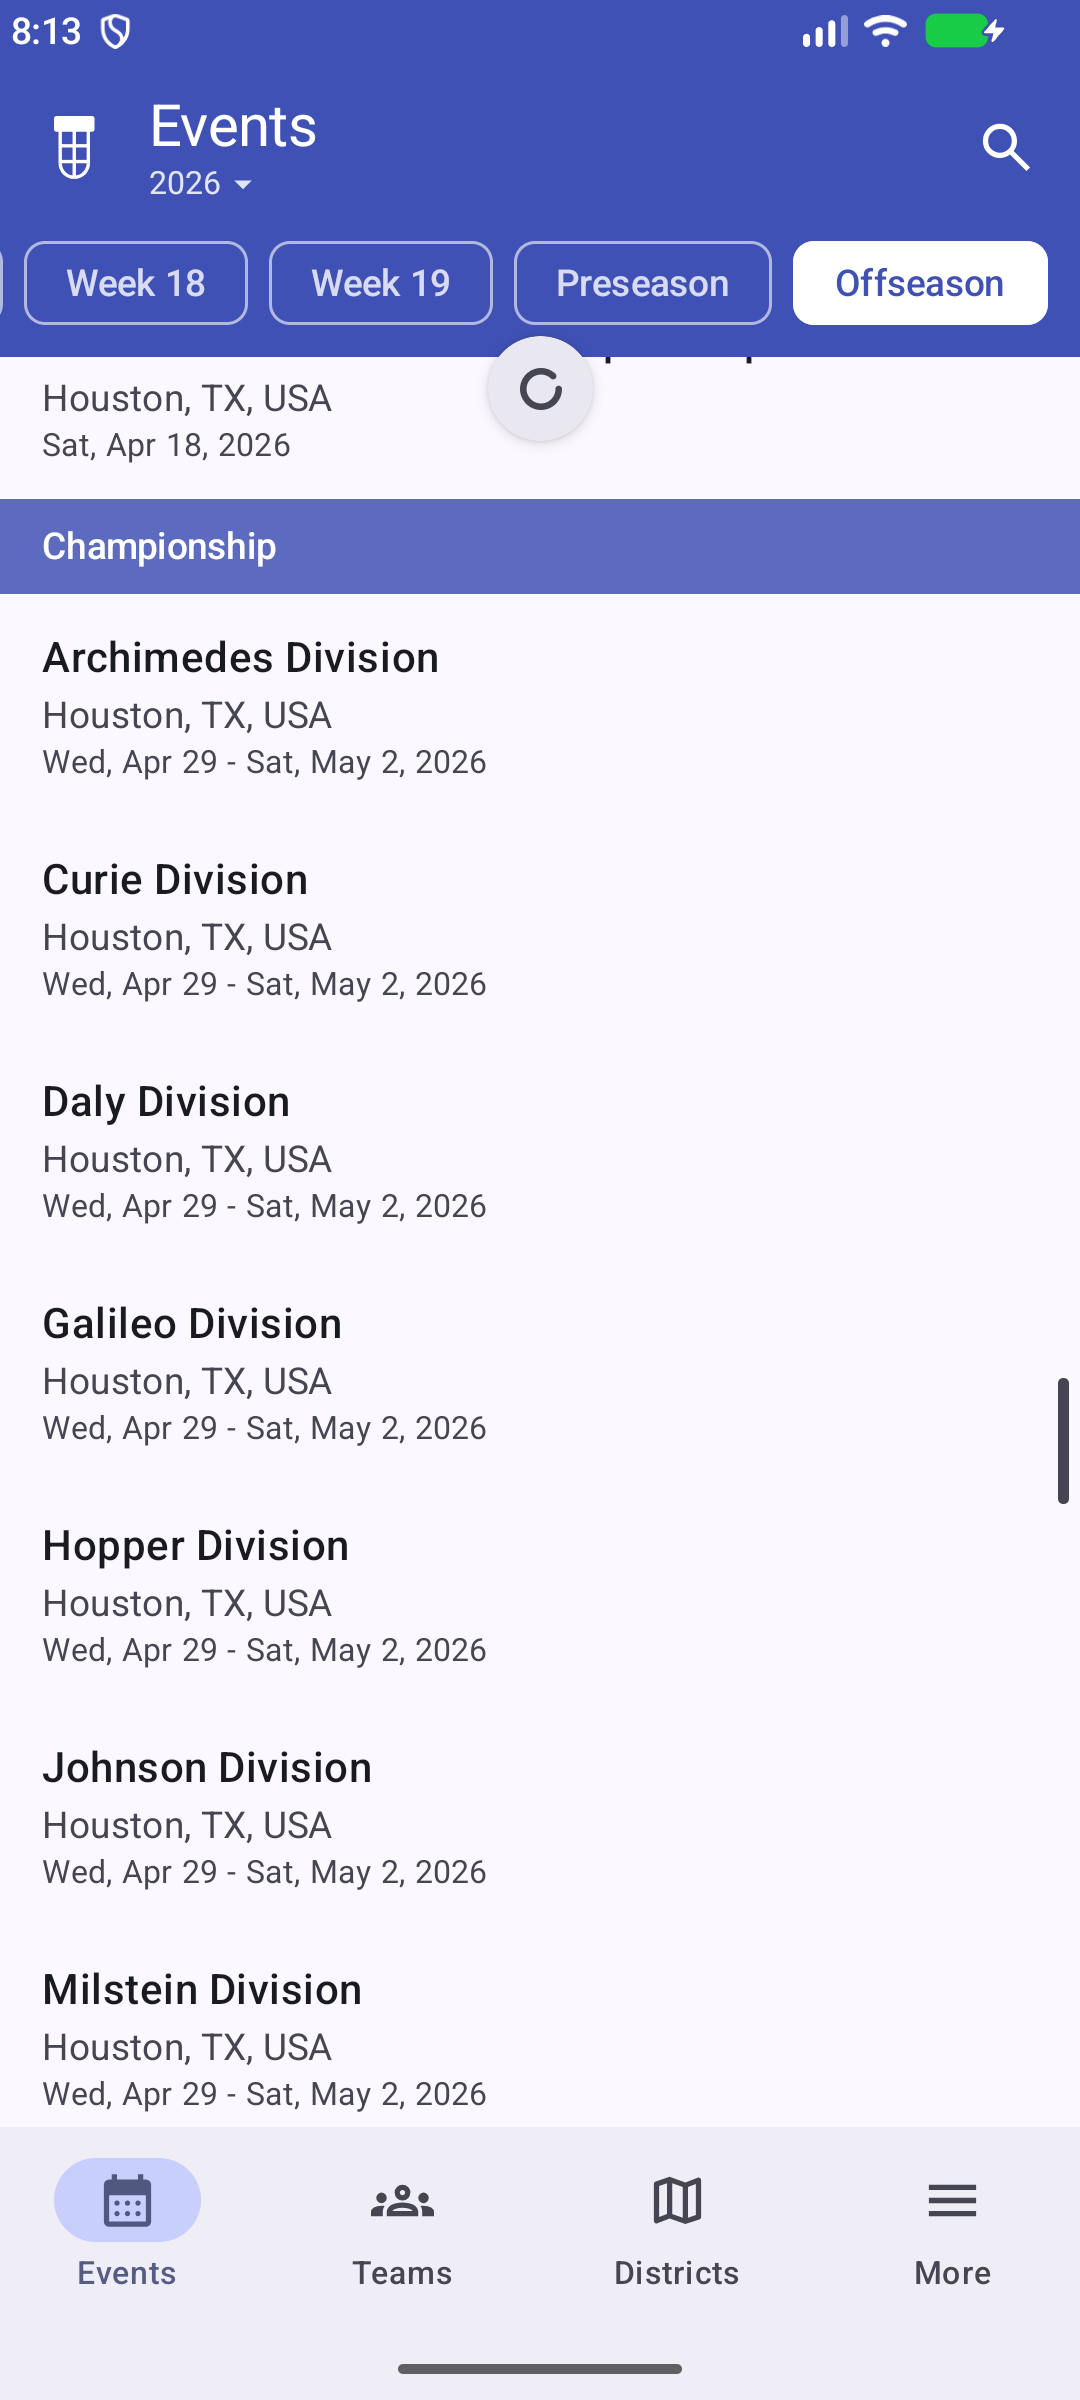 8:13
Events
2026
Week 18
Week 19
Preseason
Offseason
Houston, TX, USA
Sat, Apr 18, 2026
Championship
Archimedes Division
Houston, TX, USA
Wed, Apr 29 - Sat, May 2, 2026
Curie Division
Houston, TX, USA
Wed, Apr 29 - Sat, May 2, 2026
Daly Division
Houston, TX, USA
Wed, Apr 29 - Sat, May 2, 2026
Galileo Division
Houston, TX, USA
Wed, Apr 29 - Sat, May 2, 2026
Hopper Division
Houston, TX, USA
Wed, Apr 29 - Sat, May 2, 2026
Johnson Division
Houston, TX, USA
Wed, Apr 29 - Sat, May 2, 2026
Milstein Division
Houston, TX, USA
Wed, Apr 29 - Sat, May 2, 2026
Events
Teams
Districts
More